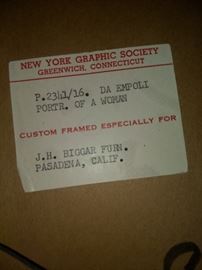 NEW YORK GRAPHIC SOCIETY
GREENWICH, CONNECTICUT
P.2341/16. DA EMPOLI
PORTR. OF A WOMAN
CUSTOM FRAMED ESPECIALLY FOR
J.H. BIGGAR FURN.
PASADENA, CALIF.